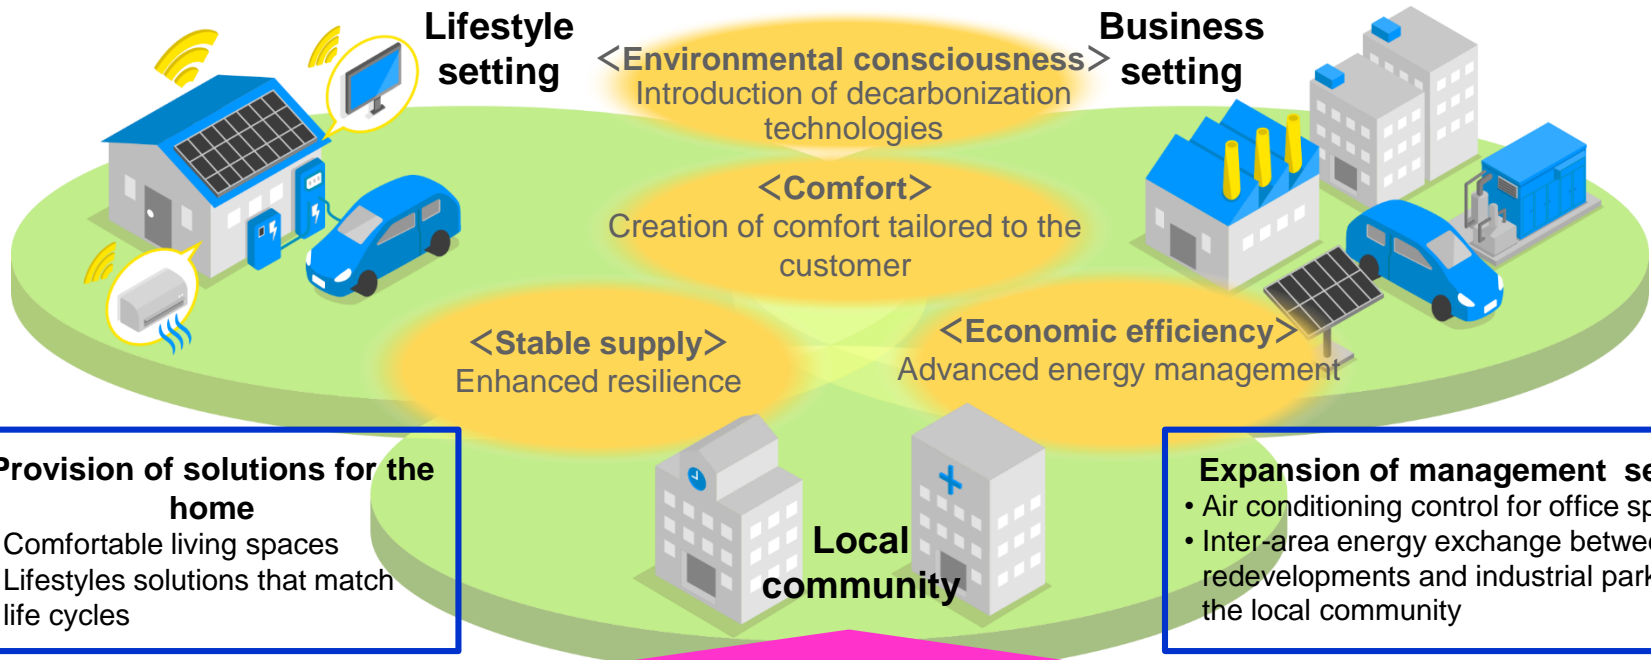 Lifestyle
setting
<Environmental consciousness>
Introduction of decarbonization
technologies
Business
setting
<Comfort>
Creation of comfort tailored to the
customer
<Stable supply>
Enhanced resilience
<Economic efficiency>
Advanced energy management
Provision of solutions for the
home
Comfortable living spaces
Lifestyles solutions that match
life cycles
Local
community
Expansion of management
• Air conditioning control for office
• Inter-area energy exchange
redevelopments and industrial
the local community